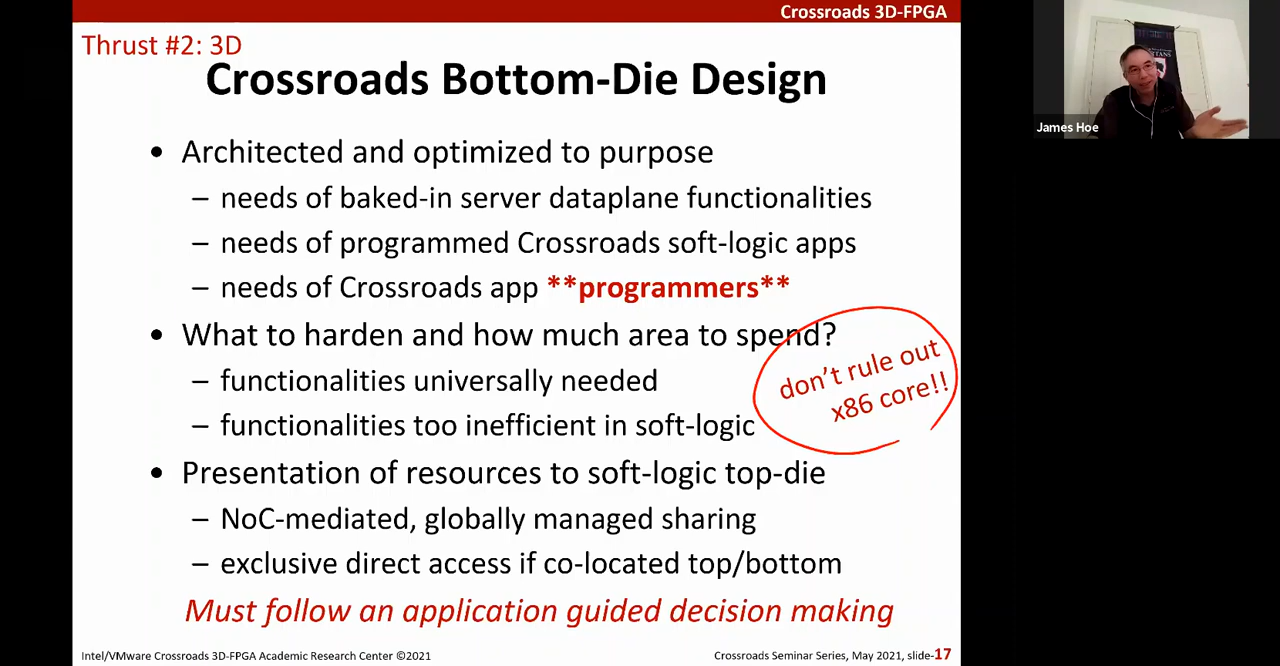 Crossroads 3D-FPGA
Thrust #2: 3D
Crossroads Bottom-Die Design
• Architected and optimized to purpose
– needs of baked-in server dataplane functionalities
– needs of programmed Crossroads soft-logic apps
– needs of Crossroads app **programmers**
• What to harden and how much area to spend?
– functionalities universally needed
– functionalities too inefficient in soft-logic
don't rule out
x86 core!!
• Presentation of resources to soft-logic top-die
– NoC-mediated, globally managed sharing
– exclusive direct access if co-located top/bottom
Must follow an application guided decision making
Intel/VMware Crossroads 3D-FPGA Academic Research Center ©2021
Crossroads Seminar Series, May 2021, slide-17
James Hoe